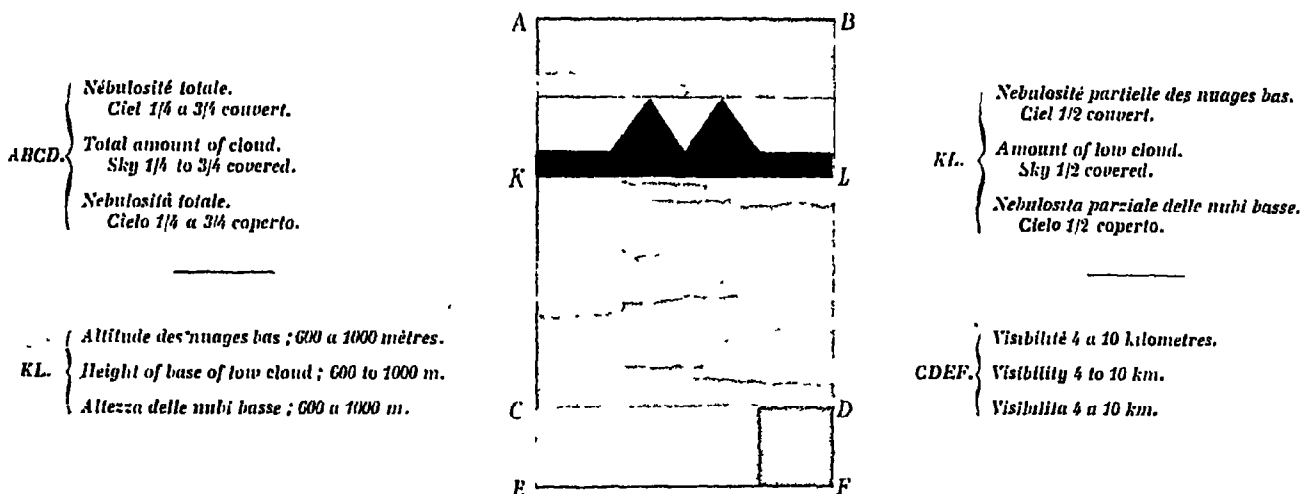 A
B
ABCD.
Nébulosité totale.
Ciel 1/4 a 3/4 couvert.
Total amount of cloud.
Sky 1/4 to 3/4 covered.
Nebulosità totale.
Cielo 1/4 a 3/4 coperto.
KL.
Nebulosité partielle des nuages bas.
Ciel 1/2 couvert.
Amount of low cloud.
Sky 1/2 covered.
Nebulosita parziale delle nubi basse.
Cielo 1/2 coperto.
K
L
KL.
Altitude des nuages bas ; 600 a 1000 mètres.
Height of base of low cloud ; 600 to 1000 m.
Altezza delle nubi basse ; 600 a 1000 m.
CDEF.
Visibilité 4 a 10 kilometres.
Visibility 4 to 10 km.
Visibilita 4 a 10 km.
C
D
E
F